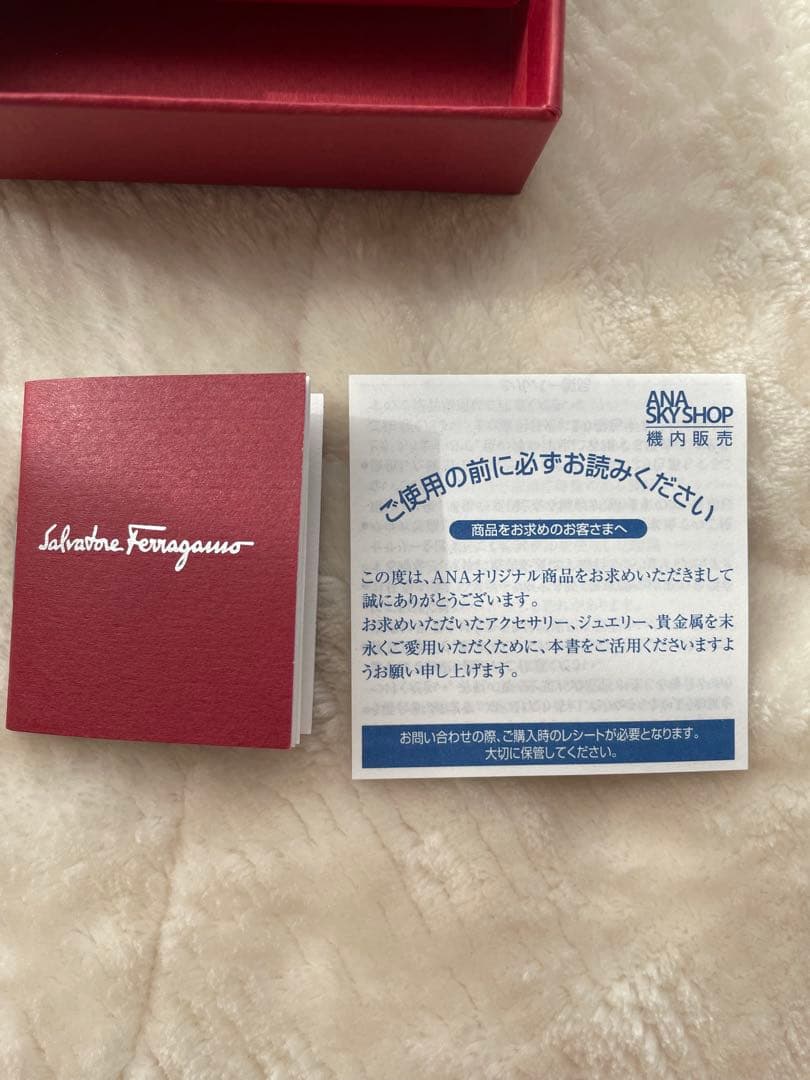 Salvatore Ferragamo
ANA
SKY SHOP
機内販売
ご使用の前に必ずお読みください
商品をお求めのお客さまへ
この度は、ANAオリジナル商品をお求めいただきまして
誠にありがとうございます。
お求めいただいたアクセサリー、ジュエリー、貴金属を末
永くご愛用いただくために、本書をご活用くださいますよ
うお願い申し上げます。
お問い合わせの際、ご購入時のレシートが必要となります。
大切に保管してください。